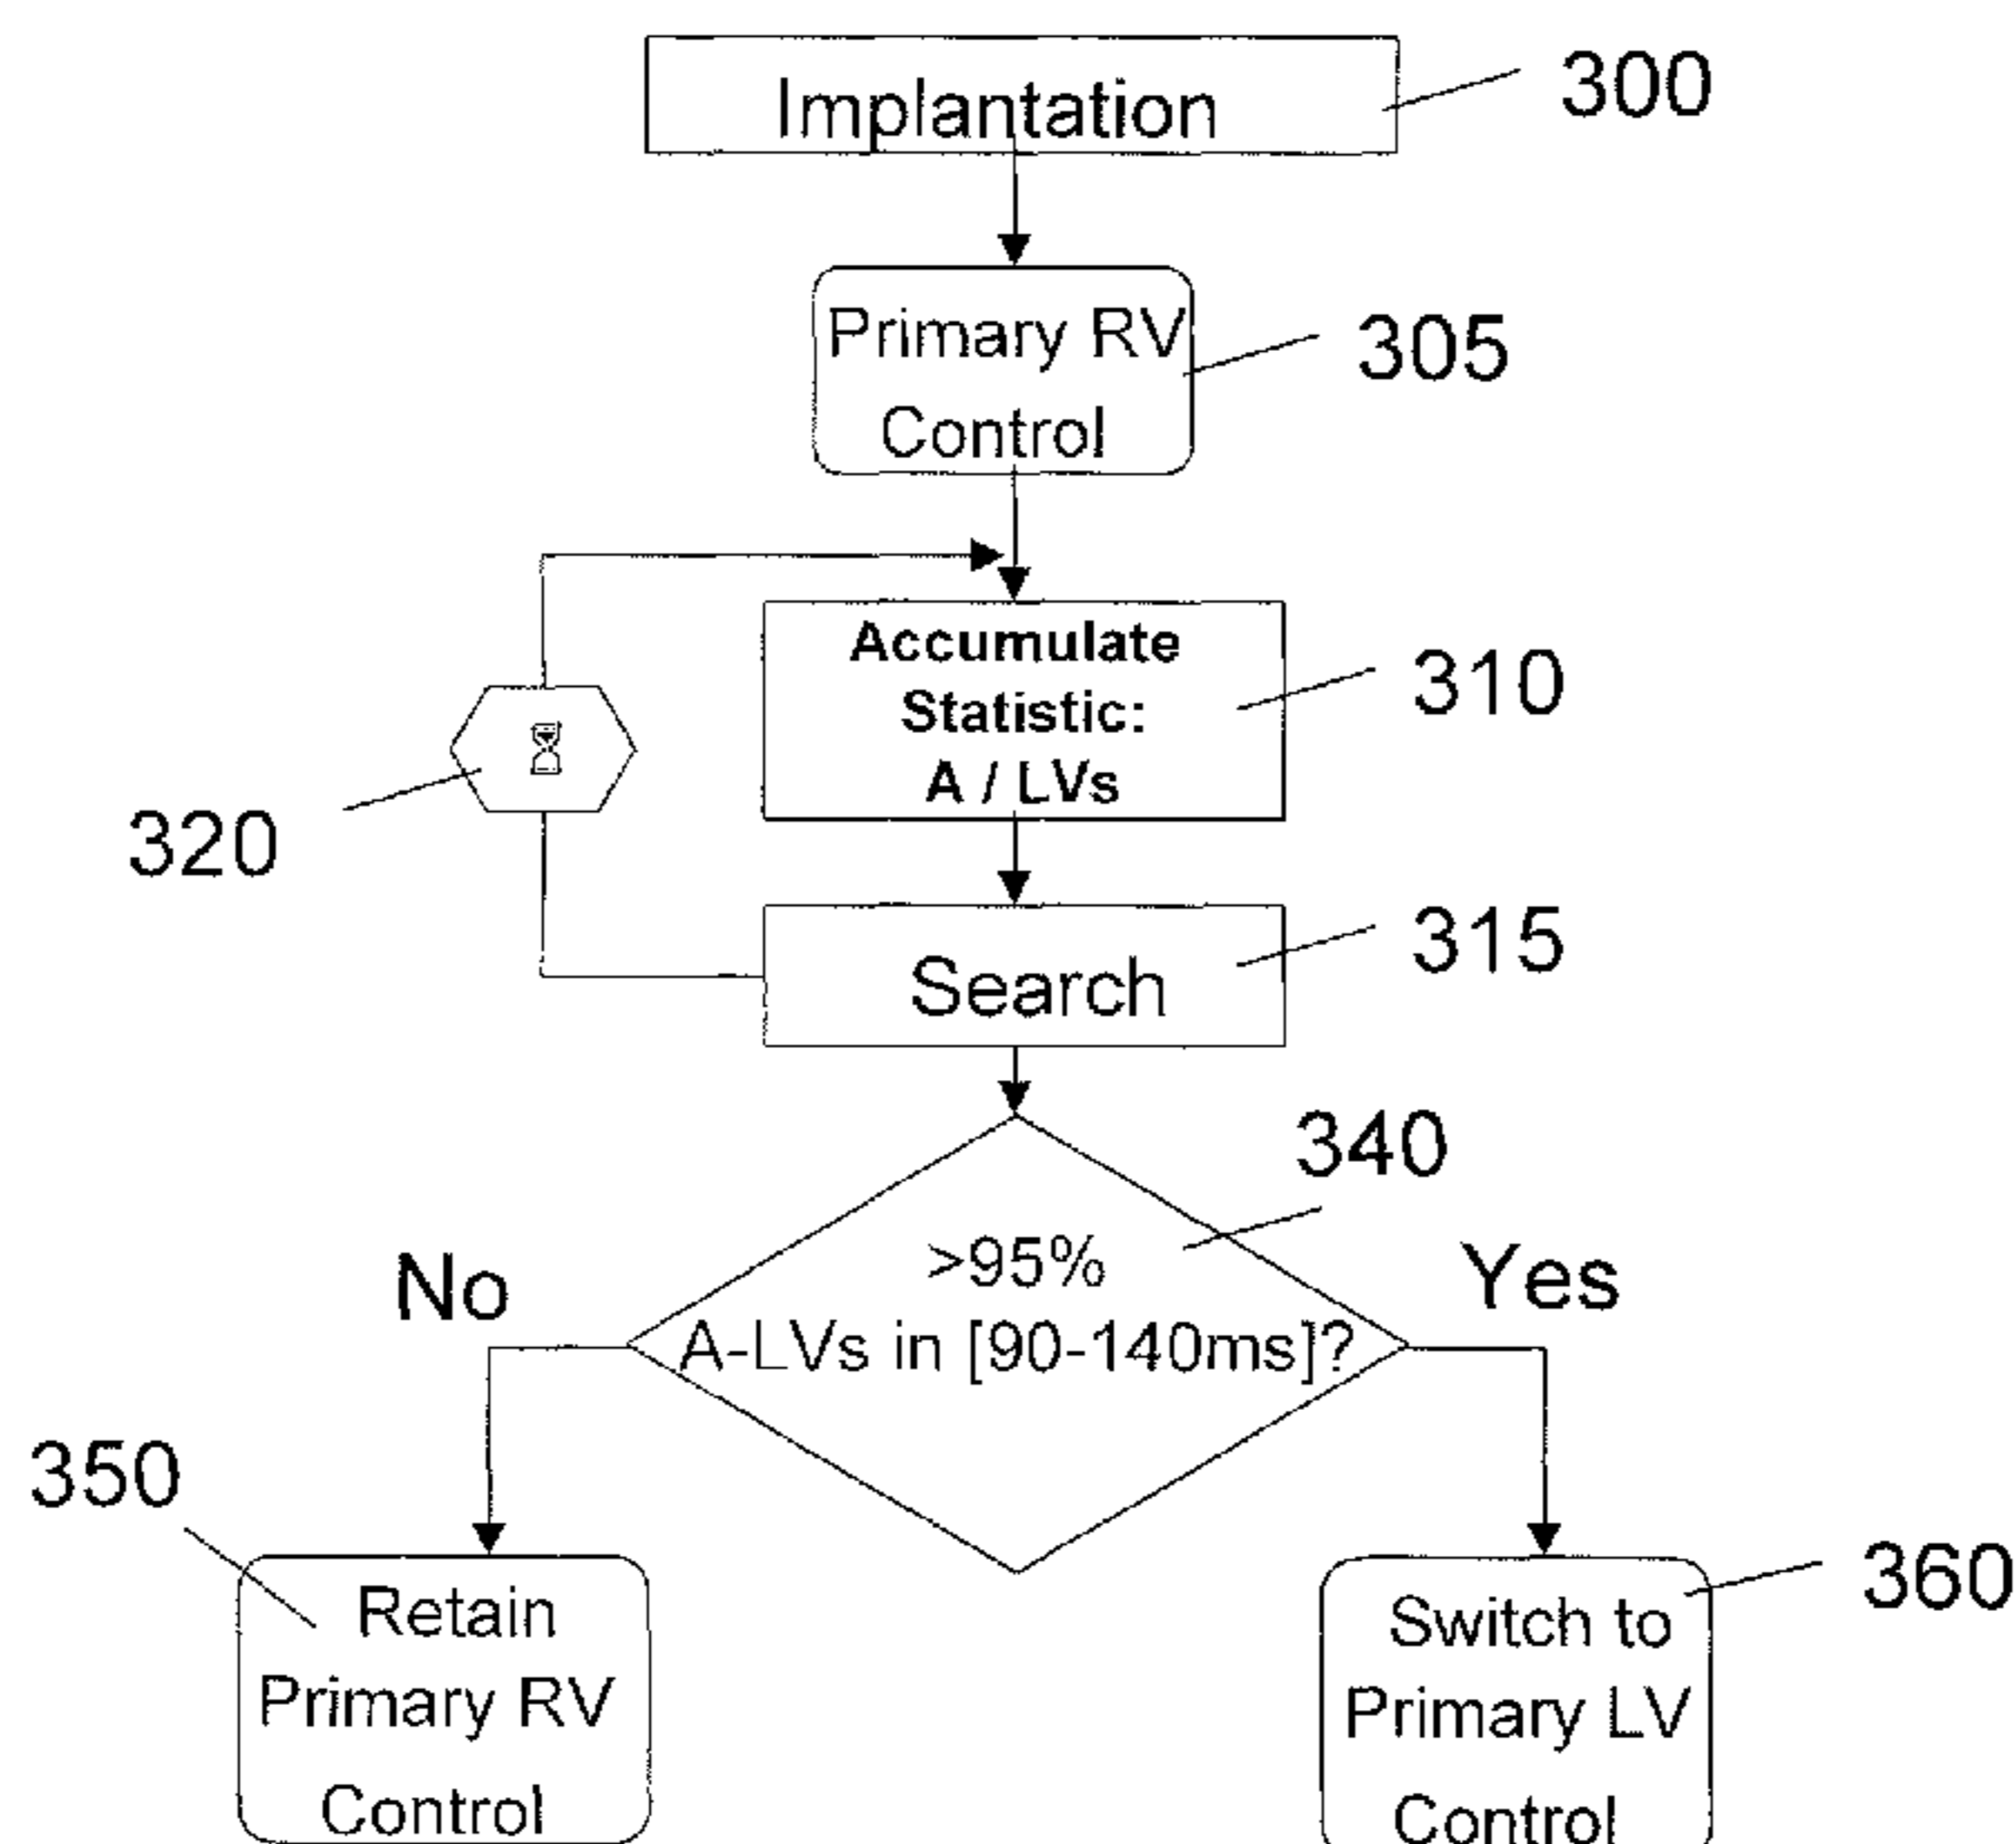 Implantation
300
Primary RV
Control
305
Accumulate
Statistic:
A / LVs
310
320
Search
315
340
>95%
A-LVs in [90-140ms]?
No
Yes
350
Retain
Primary RV
Control
360
Switch to
Primary LV
Control